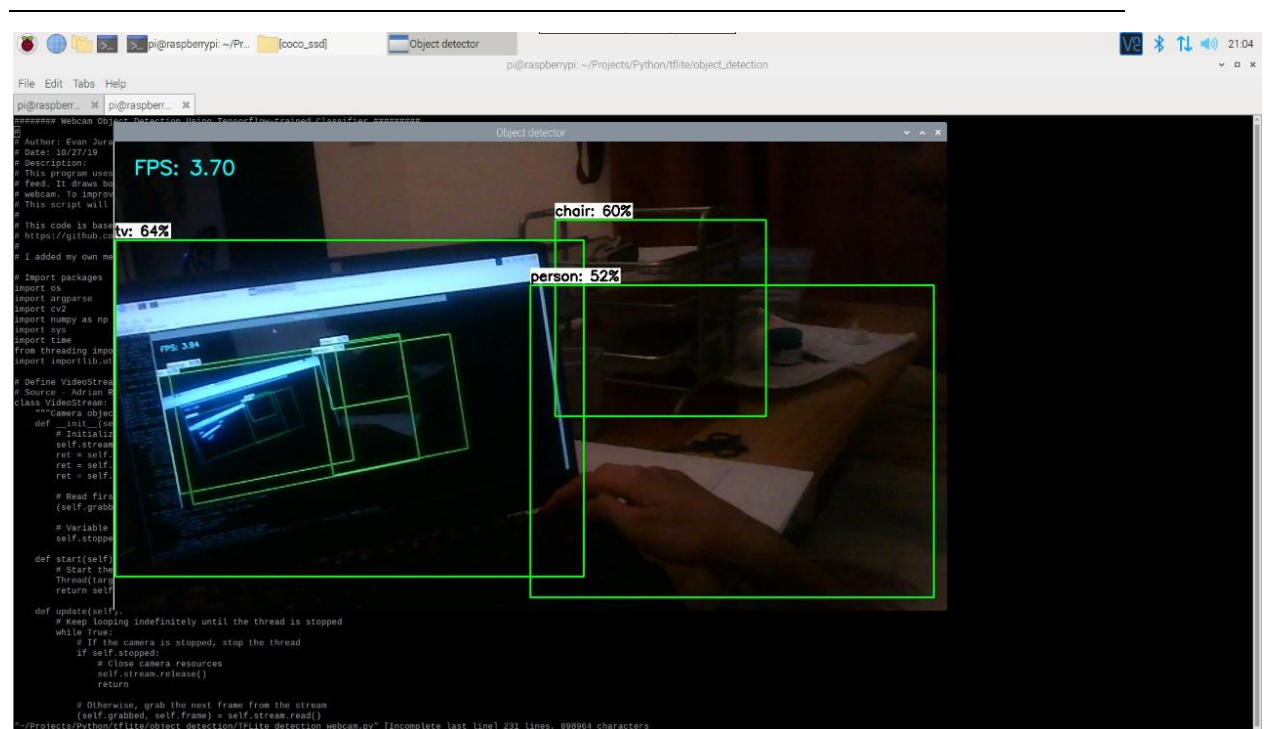 pi@raspberrypi: ~/Pr... [coco_ssd] Object detector 21:04
pi@raspberrypi: ~/Projects/Python/tflite/object_detection
File Edit Tabs Help
pi@raspberr... pi@raspberr...
######## Webcam Object Detection Using Tensorflow-trained Classifier #########
#
# Author: Evan Jura
# Date: 10/27/19
# Description:
# This program uses
# feed. It draws bo
# webcam. To improv
# This script will
#
# This code is base
# https://github.co
#
# I added my own me
# Import packages
import os
import argparse
import cv2
import numpy as np
import sys
import time
from threading impo
import importlib.ut
# Define VideoStrea
# Source - Adrian R
class VideoStream:
"""Camera objec
def __init__(se
# Initializ
self.stream
ret = self.
ret = self.
ret = self.
# Read firs
(self.grabb
# Variable
self.stoppe
def start(self)
# Start the
Thread(targ
return self
def update(self):
# Keep looping indefinitely until the thread is stopped
while True:
# If the camera is stopped, stop the thread
if self.stopped:
# Close camera resources
self.stream.release()
return
# Otherwise, grab the next frame from the stream
(self.grabbed, self.frame) = self.stream.read()
"~/Projects/Python/tflite/object_detection/TFLite_detection_webcam.py" [Incomplete last line] 231 lines, 898964 characters
Object detector
FPS: 3.70
chair: 60%
tv: 64%
person: 52%
FPS: 3.94